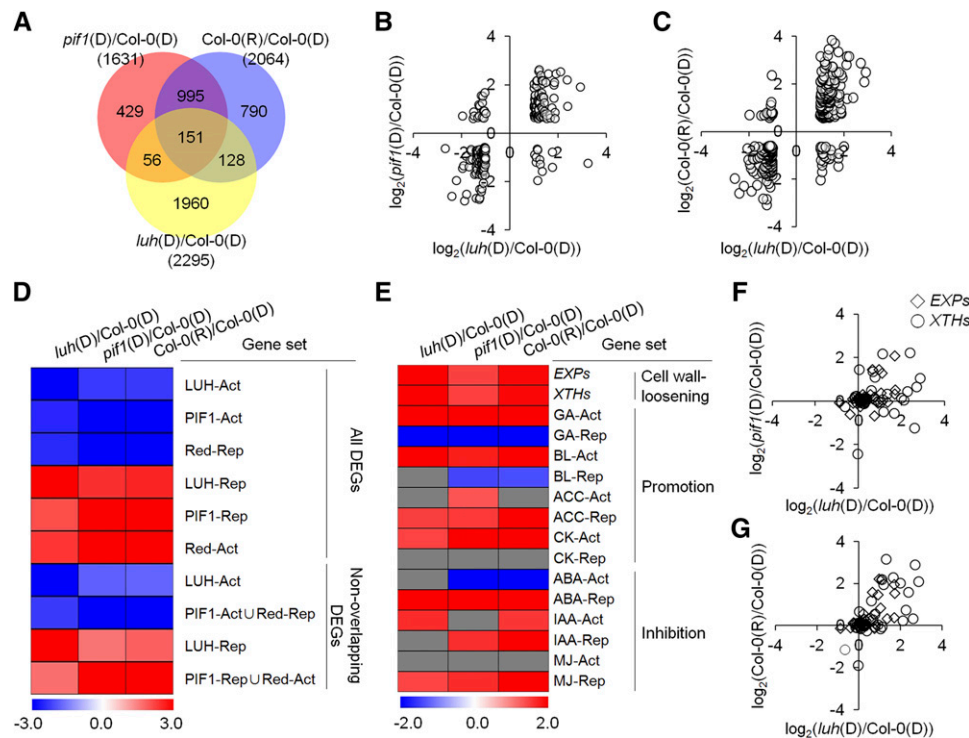 A
pif1(D)/Col-0(D)
(1631)
Col-0(R)/Col-0(D)
(2064)
429
995
790
151
56
128
1960
luh(D)/Col-0(D)
(2295)
B
log2(pif1(D)/Col-0(D))
4
2
0
0
-2
-4
-4
-2
2
4
log2(luh(D)/Col-0(D))
C
log2(Col-0(R)/Col-0(D))
4
2
0
0
-2
-4
-4
-2
2
4
log2(luh(D)/Col-0(D))
D
luh(D)/Col-0(D)
pif1(D)/Col-0(D)
Col-0(R)/Col-0(D)
Gene set
LUH-Act
PIF1-Act
Red-Rep
LUH-Rep
PIF1-Rep
Red-Act
All DEGs
LUH-Act
PIF1-Act∪Red-Rep
LUH-Rep
PIF1-Rep∪Red-Act
Non-overlapping
DEGs
-3.0 0.0 3.0
E
luh(D)/Col-0(D)
pif1(D)/Col-0(D)
Col-0(R)/Col-0(D)
Gene set
EXPs
XTHs
Cell wall-
loosening
GA-Act
GA-Rep
BL-Act
BL-Rep
ACC-Act
ACC-Rep
CK-Act
CK-Rep
Promotion
ABA-Act
ABA-Rep
IAA-Act
IAA-Rep
MJ-Act
MJ-Rep
Inhibition
-2.0 0.0 2.0
F
EXPs
XTHs
log2(pif1(D)/Col-0(D))
4
2
0
-2
-4
-4
-2
0
2
4
log2(luh(D)/Col-0(D))
G
log2(Col-0(R)/Col-0(D))
4
2
0
-2
-4
-4
-2
0
2
4
log2(luh(D)/Col-0(D))